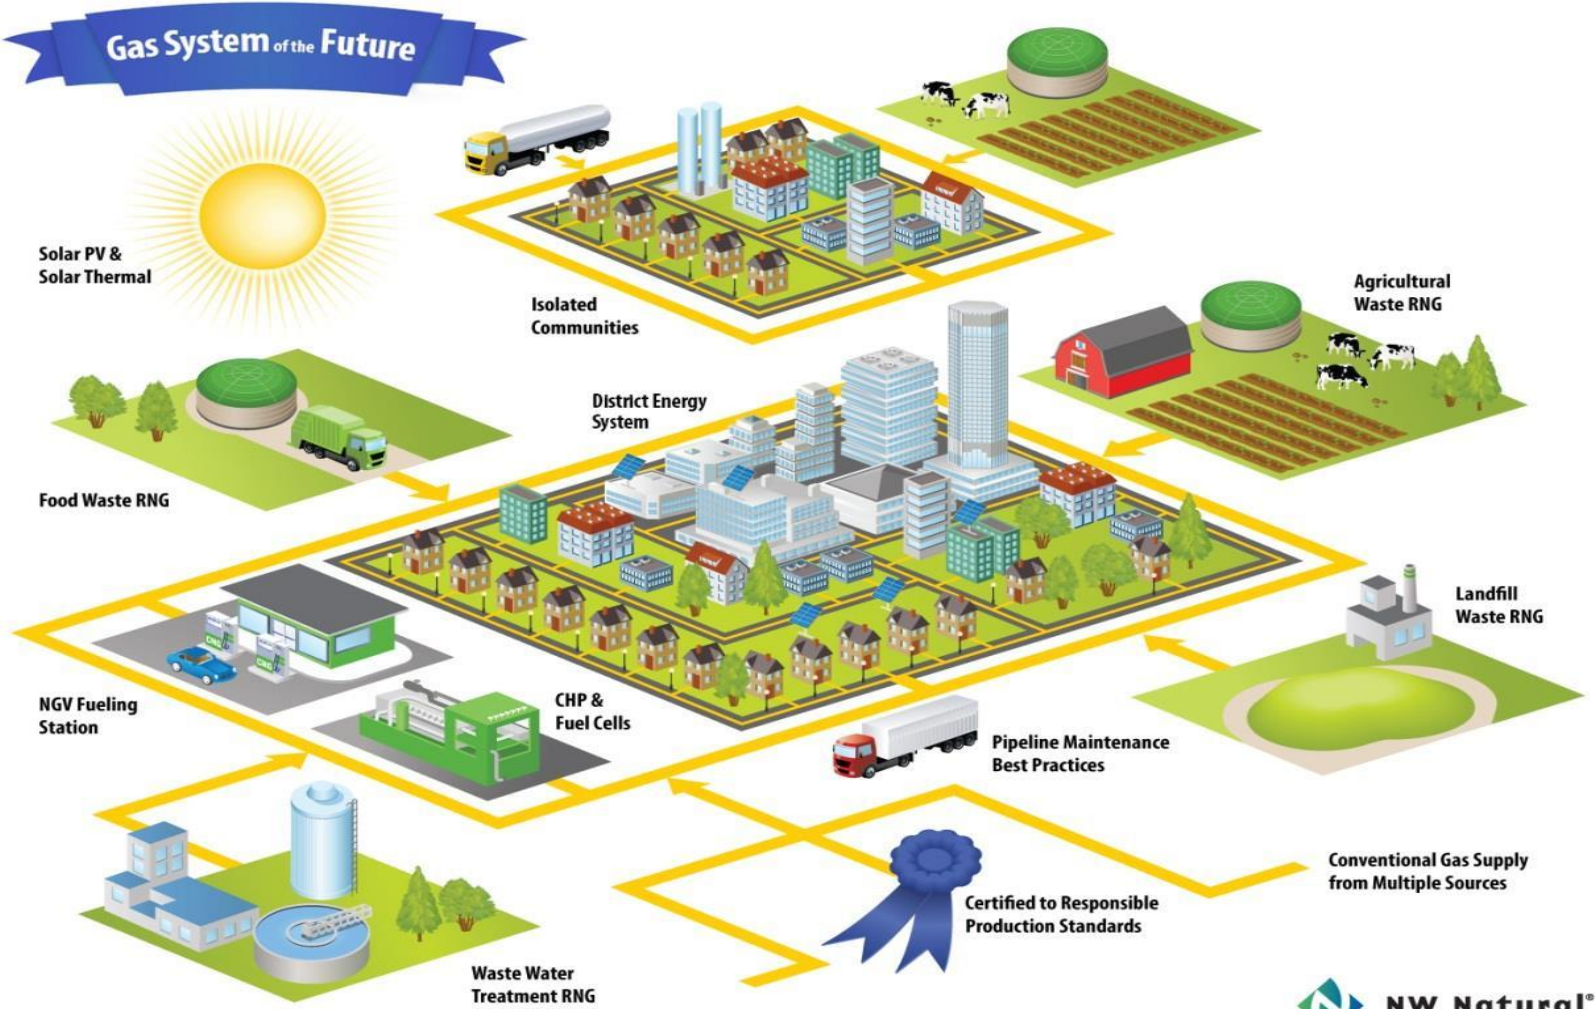 Gas System of the Future
Solar PV &
Solar Thermal
Isolated
Communities
Agricultural
Waste RNG
District Energy
System
Food Waste RNG
Landfill
Waste RNG
CNG
CNG
NGV Fueling
Station
CHP &
Fuel Cells
Pipeline Maintenance
Best Practices
Conventional Gas Supply
from Multiple Sources
Certified to Responsible
Production Standards
Waste Water
Treatment RNG
NW Natural®